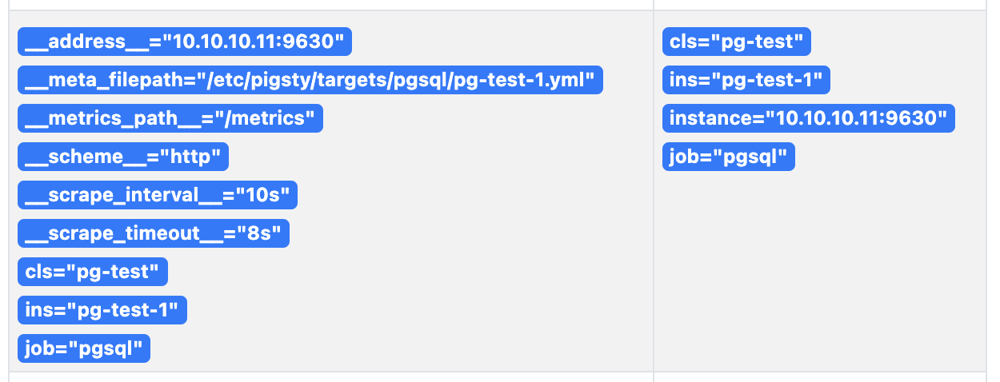 __address__="10.10.10.11:9630"
__meta_filepath="/etc/pigsty/targets/pgsql/pg-test-1.yml"
__metrics_path__="/metrics"
__scheme__="http"
__scrape_interval__="10s"
__scrape_timeout__="8s"
cls="pg-test"
ins="pg-test-1"
job="pgsql"
cls="pg-test"
ins="pg-test-1"
instance="10.10.10.11:9630"
job="pgsql"